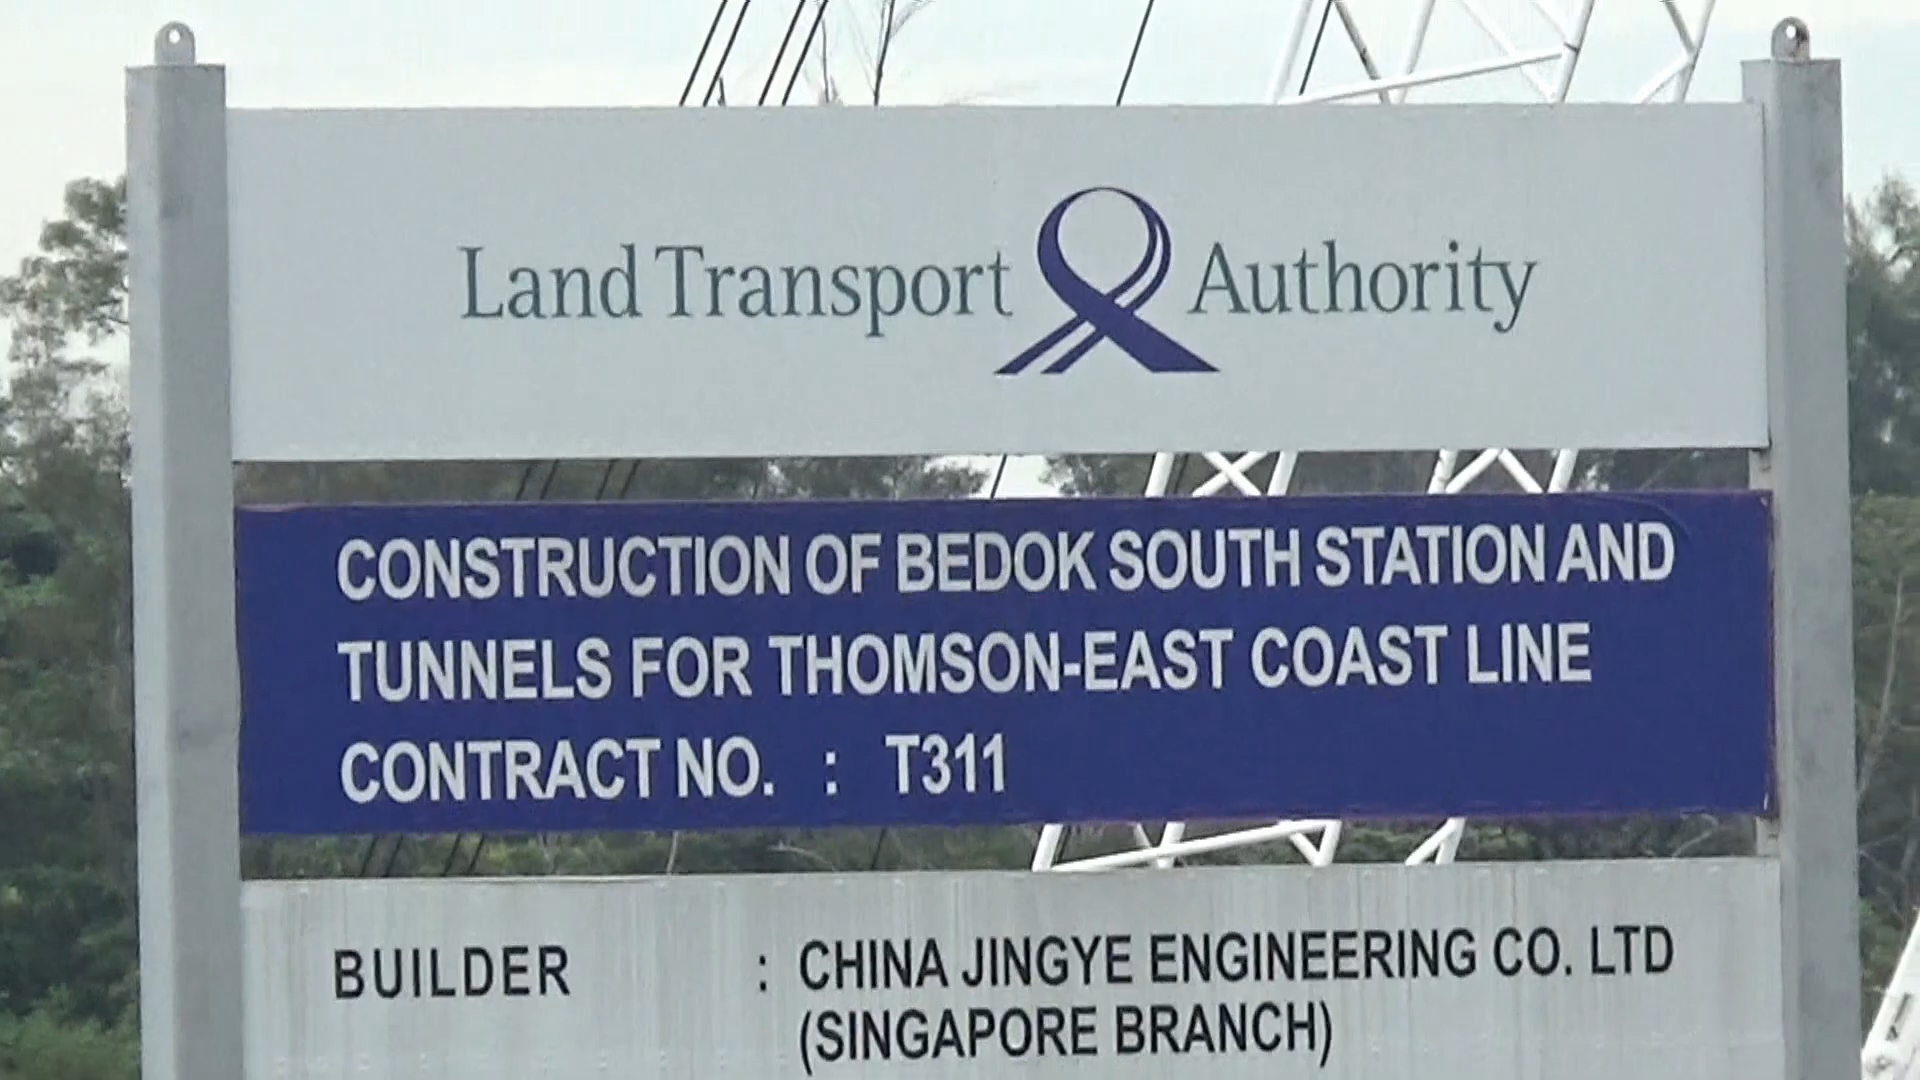 Land Transport Authority
CONSTRUCTION OF BEDOK SOUTH STATION AND
TUNNELS FOR THOMSON-EAST COAST LINE
CONTRACT NO. : T311
BUILDER : CHINA JINGYE ENGINEERING CO. LTD
(SINGAPORE BRANCH)